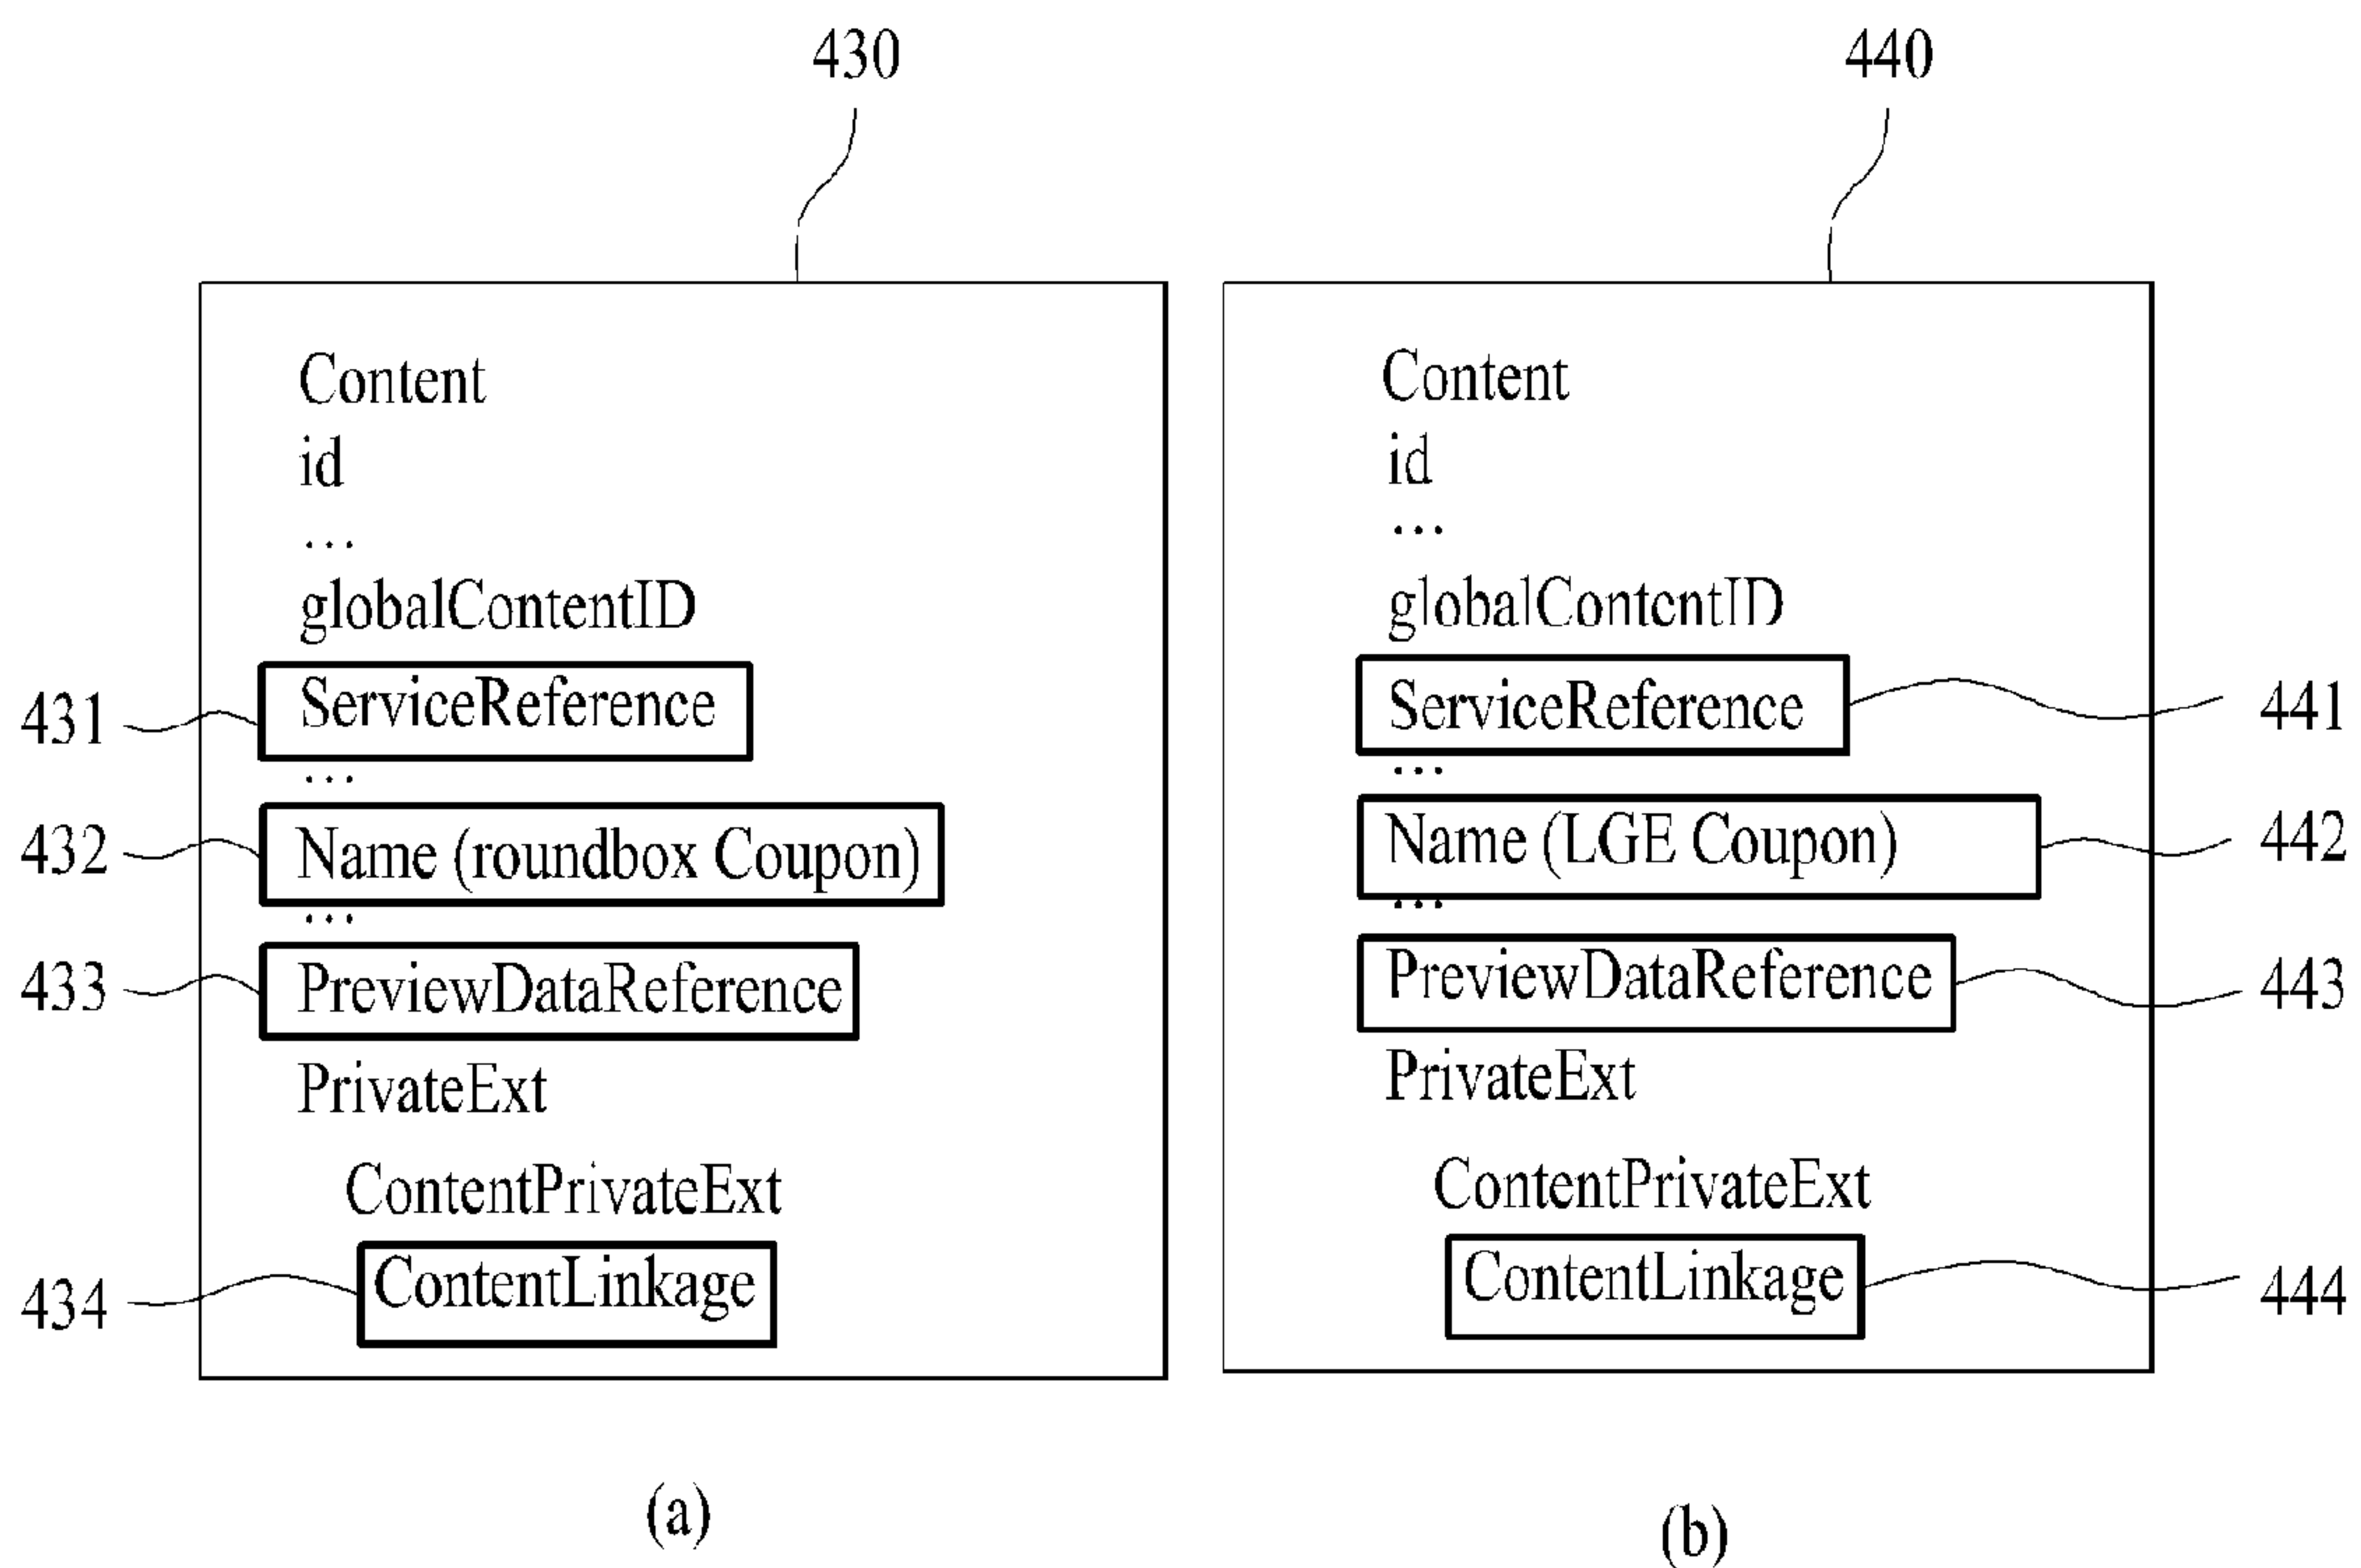 430
Content
id
...
globalContentID
431
ServiceReference
...
432
Name (roundbox Coupon)
...
433
PreviewDataReference
PrivateExt
ContentPrivateExt
434
ContentLinkage
(a)
440
Content
id
...
globalContentID
ServiceReference
441
...
Name (LGE Coupon)
442
...
PreviewDataReference
443
PrivateExt
ContentPrivateExt
ContentLinkage
444
(b)